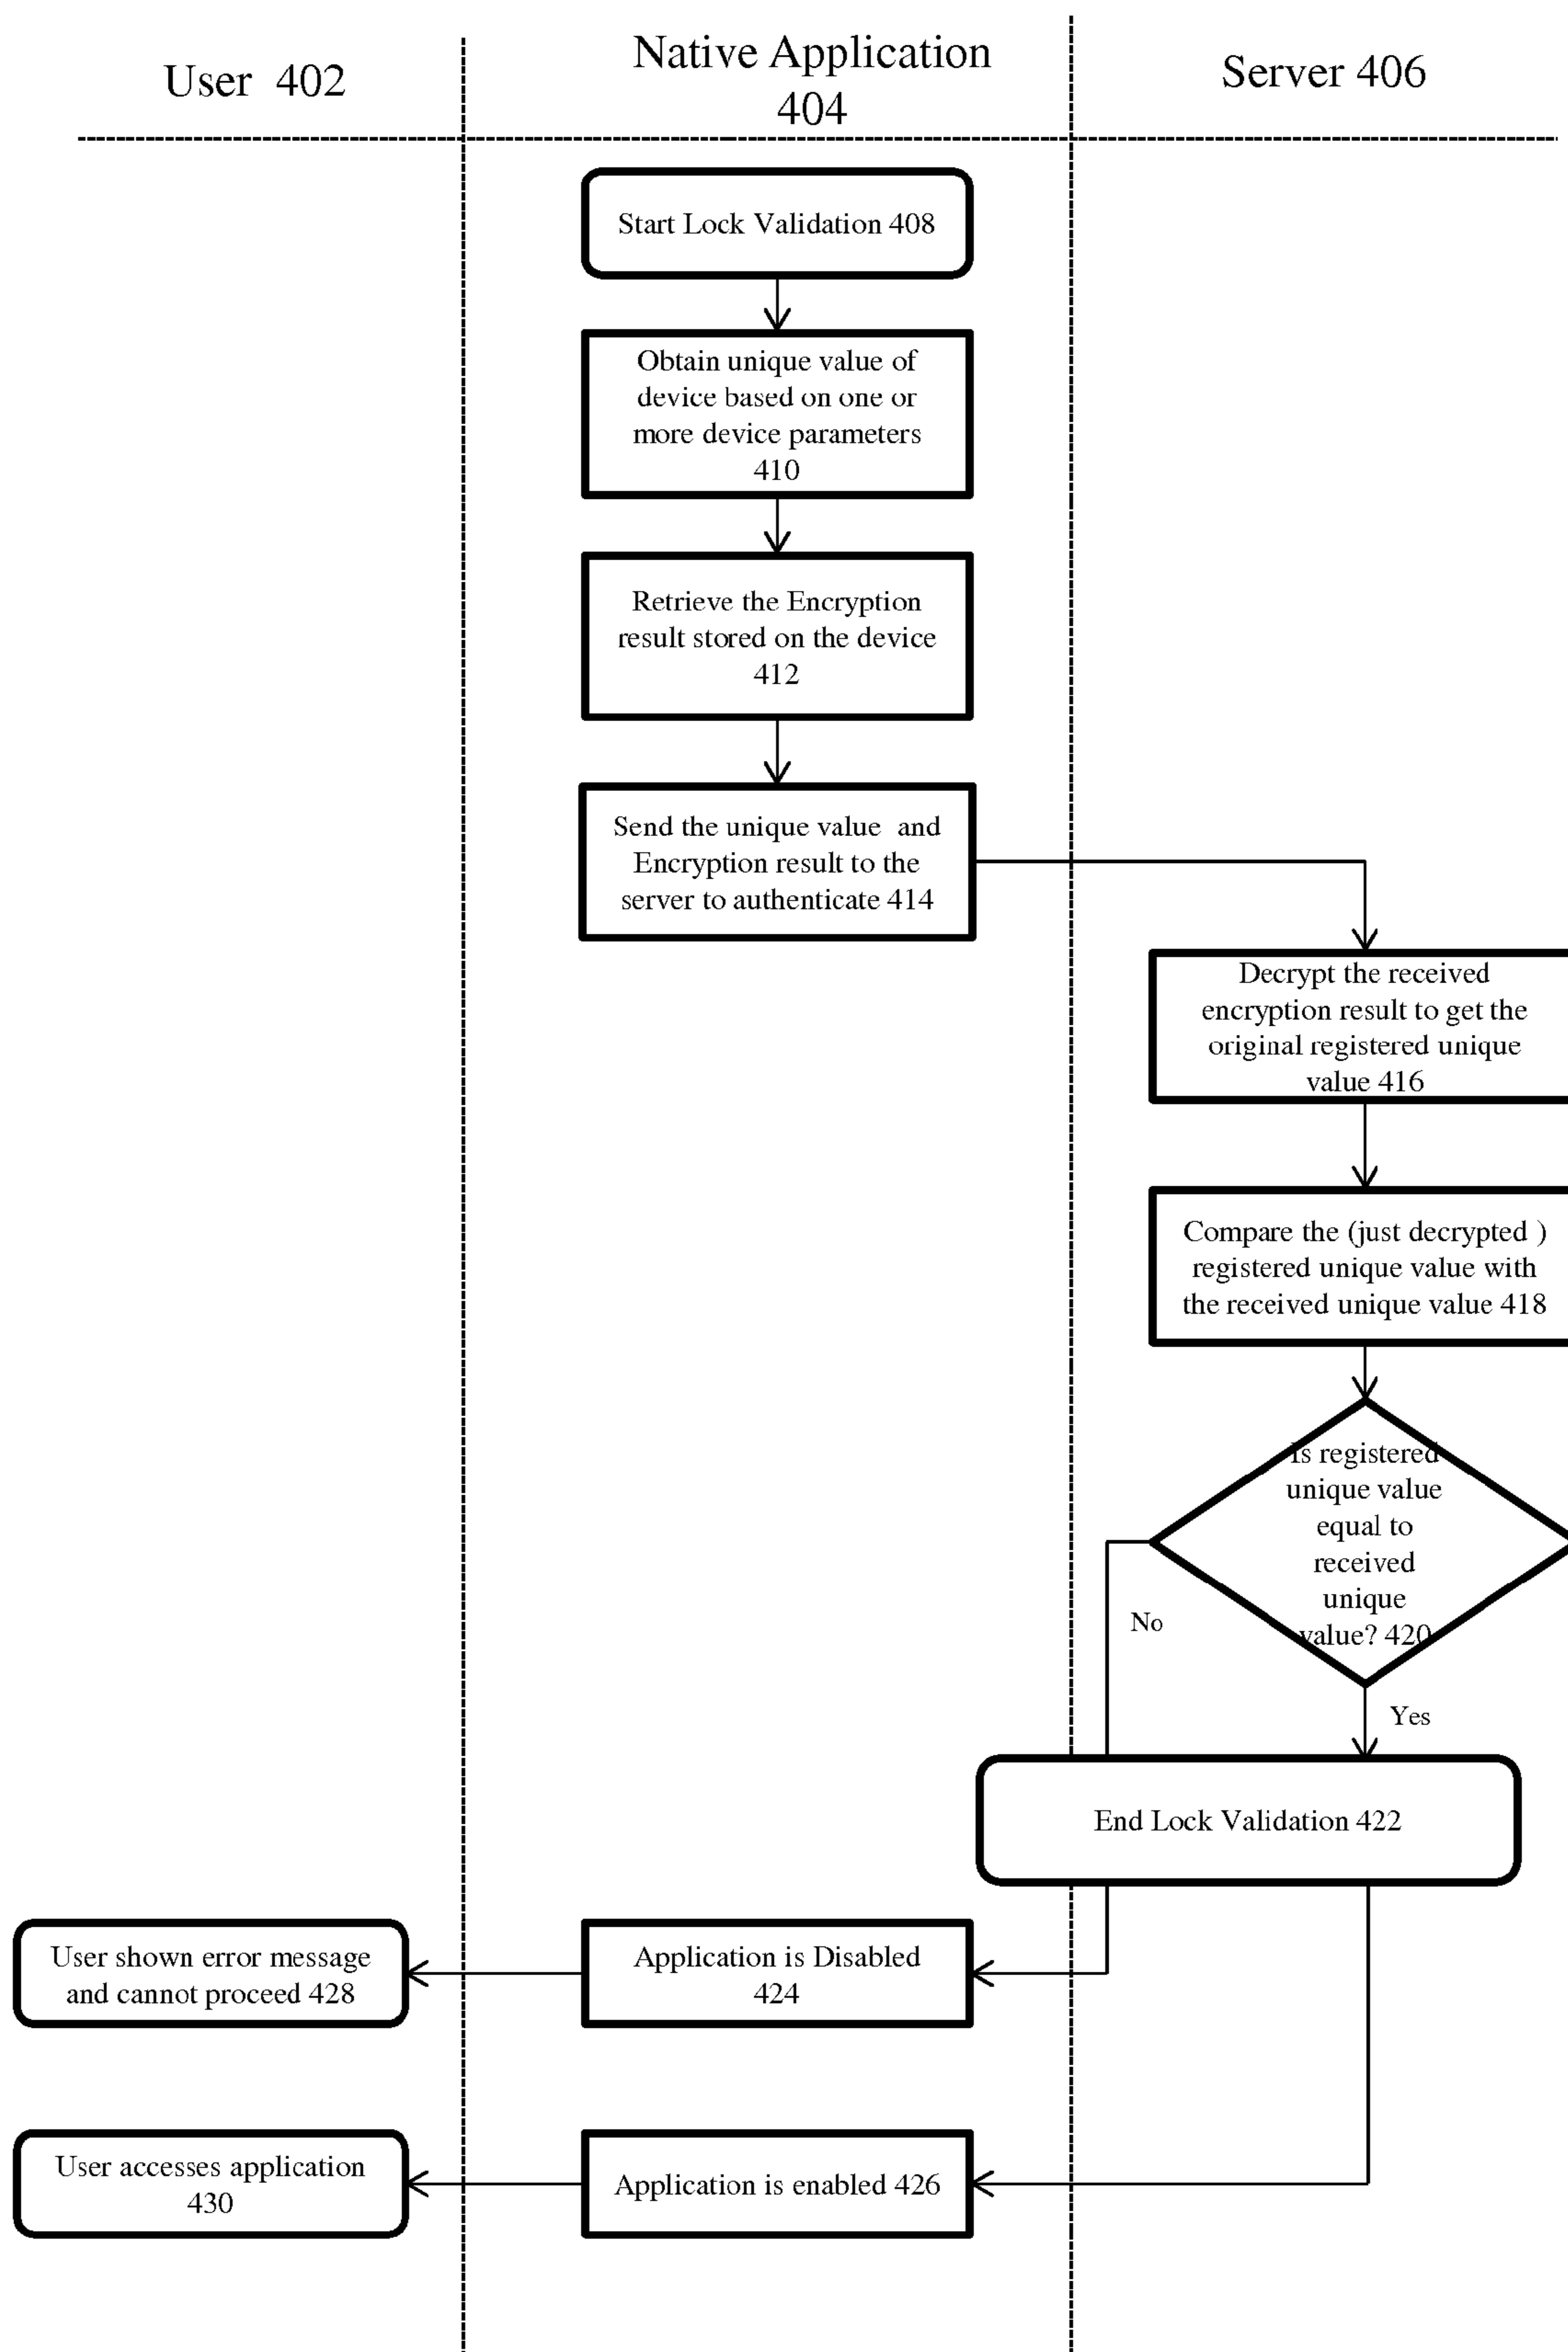 User 402
Native Application
404
Server 406
Start Lock Validation 408
Obtain unique value of
device based on one or
more device parameters
410
Retrieve the Encryption
result stored on the device
412
Send the unique value and
Encryption result to the
server to authenticate 414
Decrypt the received
encryption result to get the
original registered unique
value 416
Compare the (just decrypted )
registered unique value with
the received unique value 418
Is registered
unique value
equal to
received
unique
value? 420
No
Yes
End Lock Validation 422
User shown error message
and cannot proceed 428
Application is Disabled
424
User accesses application
430
Application is enabled 426